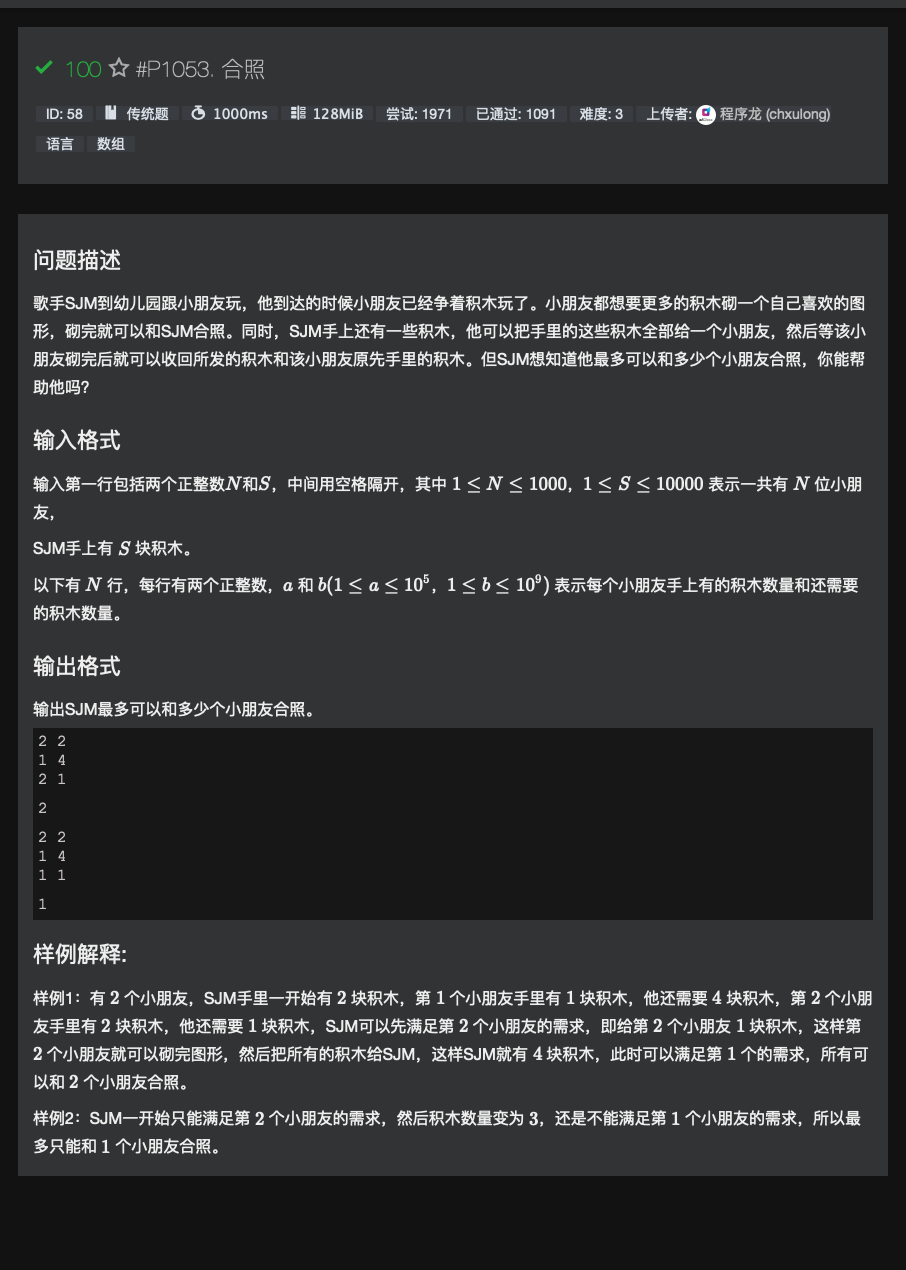 100 #P1053. 合照
ID: 58 传统题 1000ms 128MiB 尝试: 1971 已通过: 1091 难度: 3 上传者: 程序龙 (chxulong)
语言 数组
问题描述
歌手SJM到幼儿园跟小朋友玩，他到达的时候小朋友已经争着积木玩了。小朋友都想要更多的积木砌一个自己喜欢的图
形，砌完就可以和SJM合照。同时，SJM手上还有一些积木，他可以把手里的这些积木全部给一个小朋友，然后等该小
朋友砌完后就可以收回所发的积木和该小朋友原先手里的积木。但SJM想知道他最多可以和多少个小朋友合照，你能帮
助他吗?
输入格式
输入第一行包括两个正整数N和S，中间用空格隔开，其中 1 ≤ N ≤ 1000，1 ≤ S ≤ 10000 表示一共有 N 位小朋
友，
SJM手上有 S 块积木。
以下有 N 行，每行有两个正整数，a 和 b(1 ≤ a ≤ 10^5，1 ≤ b ≤ 10^9) 表示每个小朋友手上有的积木数量和还需要
的积木数量。
输出格式
输出SJM最多可以和多少个小朋友合照。
2 2
1 4
2 1
2
2 2
1 4
1 1
1
样例解释:
样例1：有 2 个小朋友，SJM手里一开始有 2 块积木，第 1 个小朋友手里有 1 块积木，他还需要 4 块积木，第 2 个小朋
友手里有 2 块积木，他还需要 1 块积木，SJM可以先满足第 2 个小朋友的需求，即给第 2 个小朋友 1 块积木，这样第
2 个小朋友就可以砌完图形，然后把所有的积木给SJM，这样SJM就有 4 块积木，此时可以满足第 1 个的需求，所有可
以和 2 个小朋友合照。
样例2：SJM一开始只能满足第 2 个小朋友的需求，然后积木数量变为 3，还是不能满足第 1 个小朋友的需求，所以最
多只能和 1 个小朋友合照。